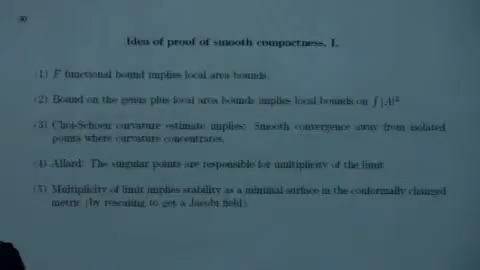 Idea of proof of smooth compactness, I.
(1) F functional bound implies local area bounds.
(2) Bound on the genus plus local area bounds implies local bounds on ∫ |A|²
(3) Choi-Schoen curvature estimate implies: Smooth convergence away from isolated
points where curvature concentrates.
(4) Allard: The singular points are responsible for multiplicity of the limit
(5) Multiplicity of limit implies stability as a minimal surface in the conformally changed
metric (by rescaling to get a Jacobi field).